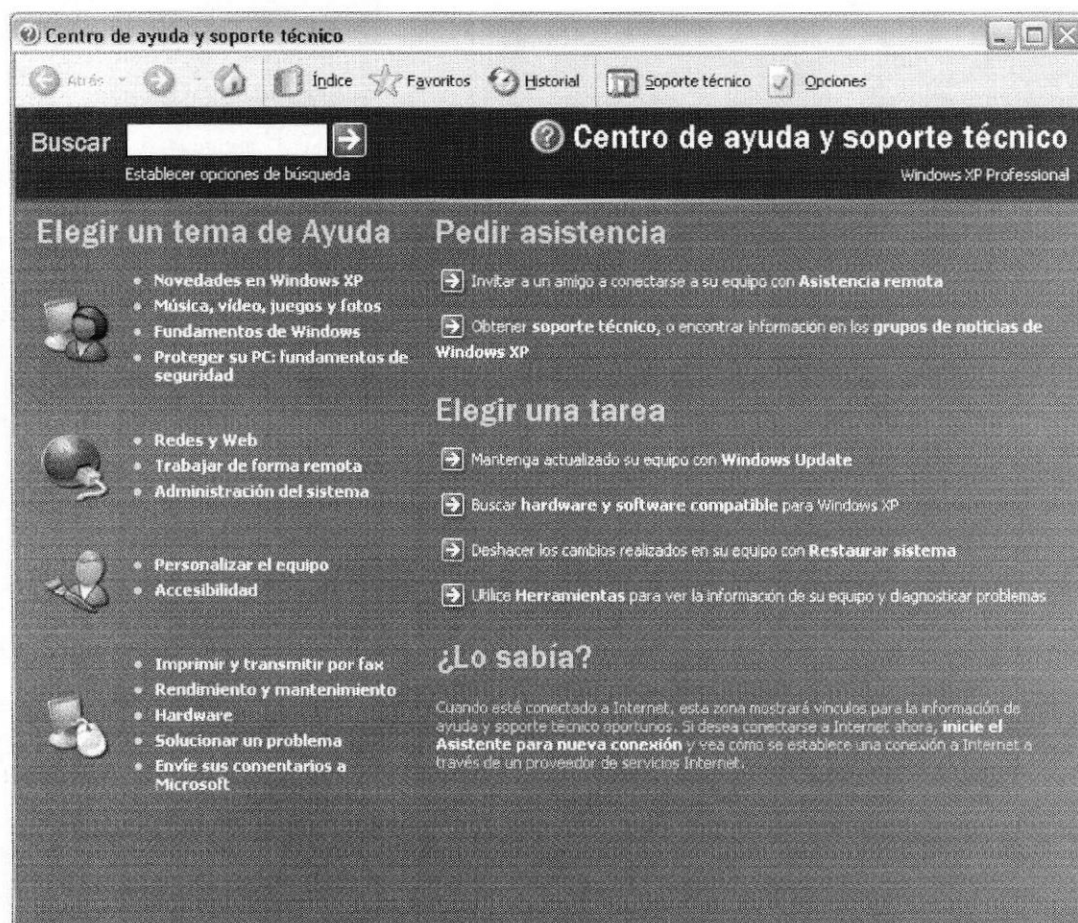 Centro de ayuda y soporte técnico
Atrás Índice Favoritos Historial Soporte técnico Opciones
Buscar
Establecer opciones de búsqueda
Centro de ayuda y soporte técnico
Windows XP Professional
Elegir un tema de Ayuda
Novedades en Windows XP
Música, vídeo, juegos y fotos
Fundamentos de Windows
Proteger su PC: fundamentos de
seguridad
Redes y Web
Trabajar de forma remota
Administración del sistema
Personalizar el equipo
Accesibilidad
Imprimir y transmitir por fax
Rendimiento y mantenimiento
Hardware
Solucionar un problema
Envíe sus comentarios a
Microsoft
Pedir asistencia
Invitar a un amigo a conectarse a su equipo con Asistencia remota
Obtener soporte técnico, o encontrar información en los grupos de noticias de
Windows XP
Elegir una tarea
Mantenga actualizado su equipo con Windows Update
Buscar hardware y software compatible para Windows XP
Deshacer los cambios realizados en su equipo con Restaurar sistema
Utilice Herramientas para ver la información de su equipo y diagnosticar problemas
¿Lo sabía?
Cuando esté conectado a Internet, esta zona mostrará vínculos para la información de
ayuda y soporte técnico oportunos. Si desea conectarse a Internet ahora, inicie el
Asistente para nueva conexión y vea cómo se establece una conexión a Internet a
través de un proveedor de servicios Internet.